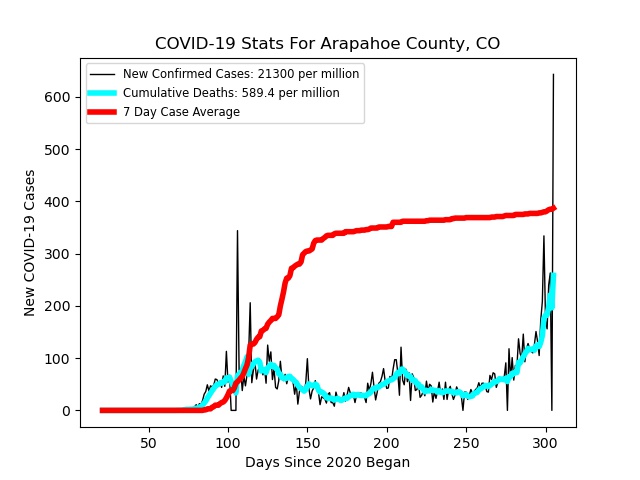 COVID-19 Stats For Arapahoe County, CO
New Confirmed Cases: 21300 per million
Cumulative Deaths: 589.4 per million
7 Day Case Average
New COVID-19 Cases
600
500
400
300
200
100
0
50 100 150 200 250 300
Days Since 2020 Began